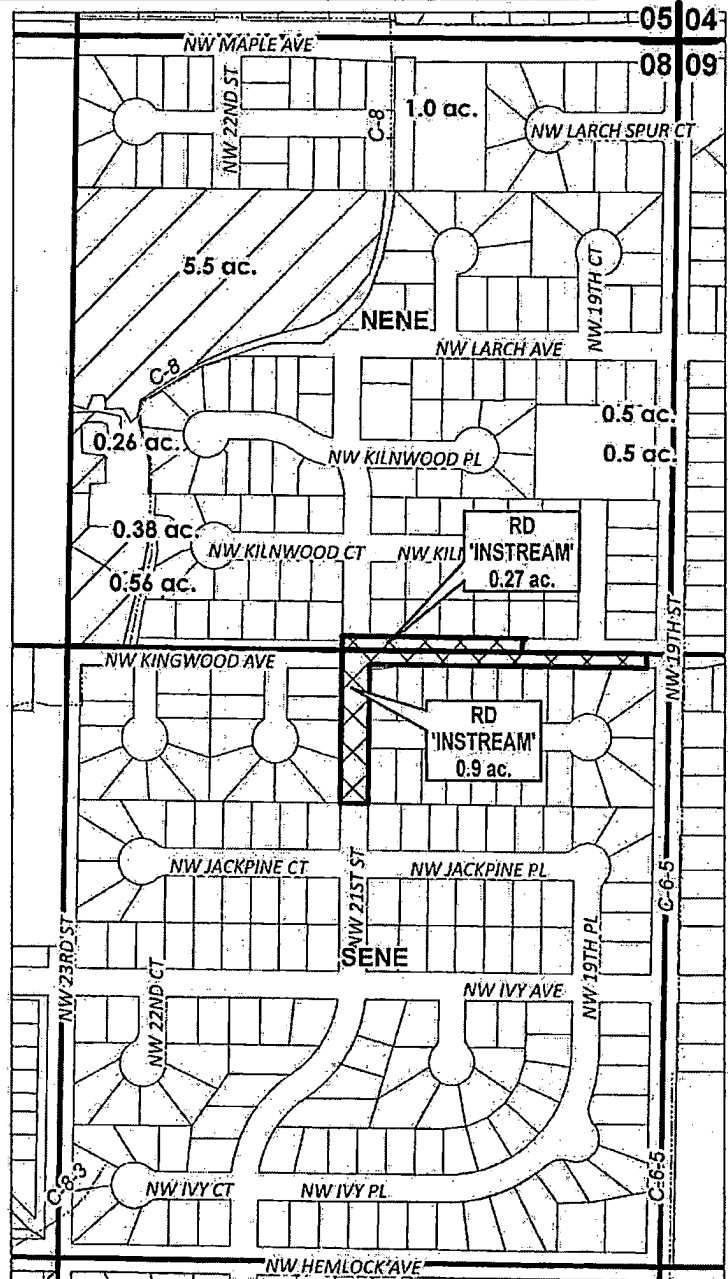 05 04
NW MAPLE AVE
08 09
NW 22ND ST
C-8
1.0 ac.
NW LARCH SPUR CT
5.5 ac.
NENE
NW 19TH CT
NW LARCH AVE
C-8
0.5 ac.
0.26 ac.
NW KILNWOOD PL
0.5 ac.
RD
'INSTREAM'
0.27 ac.
0.38 ac.
NW KILNWOOD CT
NW KIL
0.56 ac.
NW 19TH ST
NW KINGWOOD AVE
RD
'INSTREAM'
0.9 ac.
NW JACKPINE CT
NW 21ST ST
NW JACKPINE PL
C-6-5
NW 23RD ST
SENE
NW 19TH PL
NW 22ND CT
NW IVY AVE
C-8-3
NW IVY CT
NW IVY PL
C-6-5
NW HEMLOCK AVE